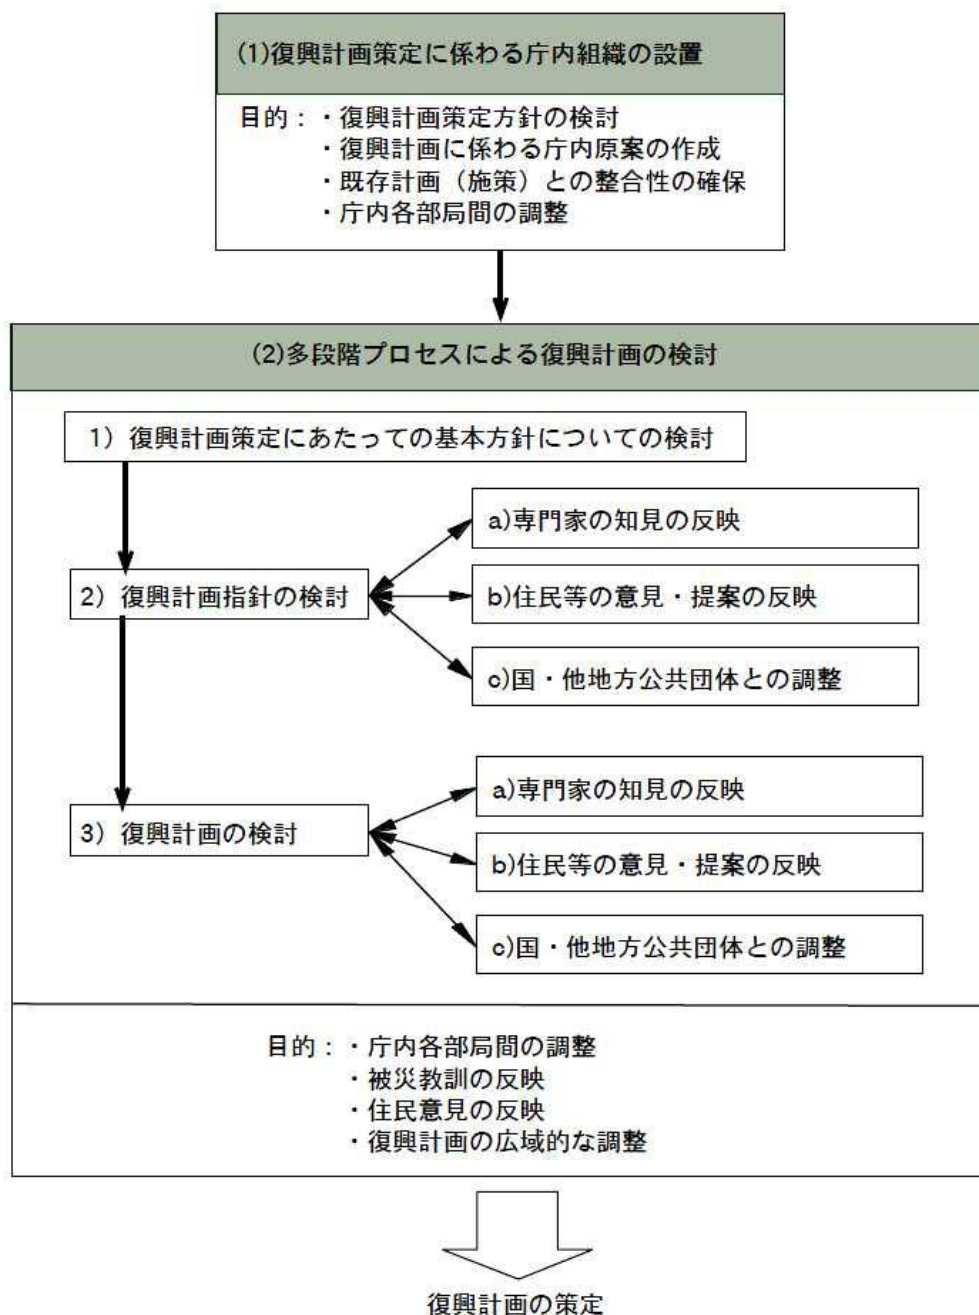 (1)復興計画策定に係わる庁内組織の設置
目的：・復興計画策定方針の検討
・復興計画に係わる庁内原案の作成
・既存計画（施策）との整合性の確保
・庁内各部局間の調整
(2)多段階プロセスによる復興計画の検討
1）復興計画策定にあたっての基本方針についての検討
a)専門家の知見の反映
2）復興計画指針の検討
b)住民等の意見・提案の反映
c)国・他地方公共団体との調整
a)専門家の知見の反映
3）復興計画の検討
b)住民等の意見・提案の反映
c)国・他地方公共団体との調整
目的：・庁内各部局間の調整
・被災教訓の反映
・住民意見の反映
・復興計画の広域的な調整
復興計画の策定